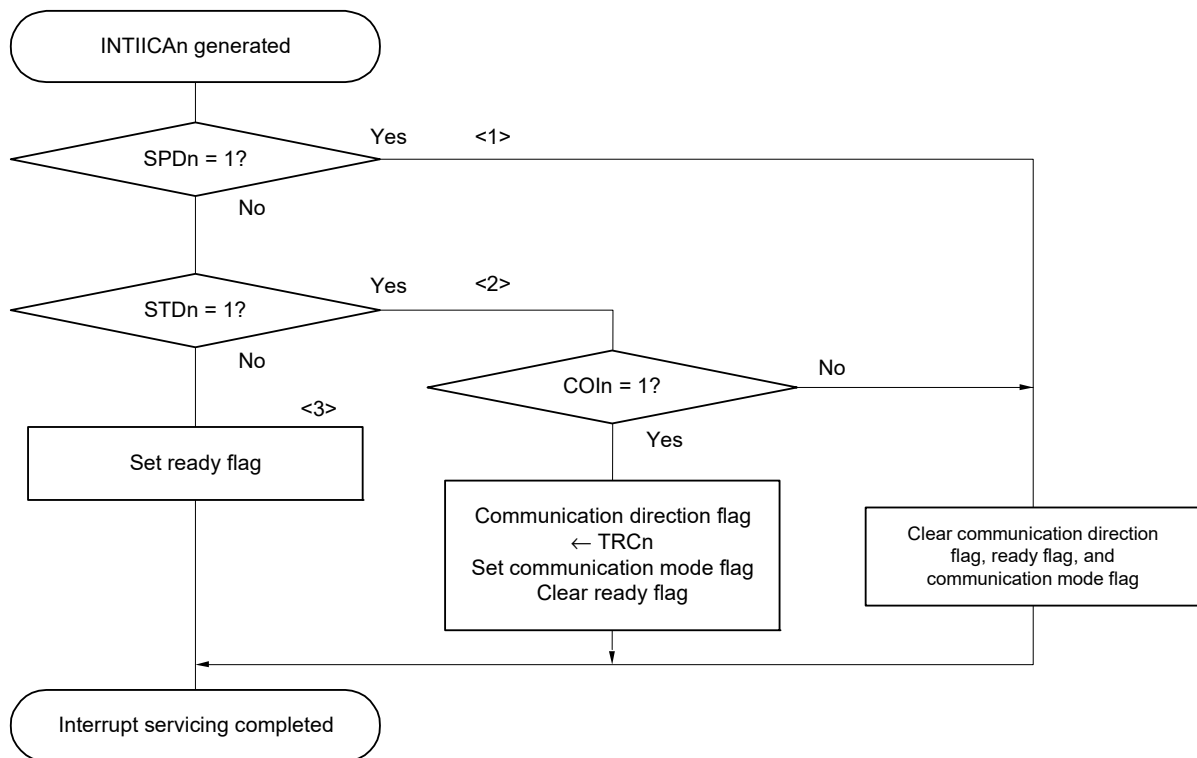 INTIICAn generated
Yes
<1>
SPDn = 1?
No
Yes
<2>
STDn = 1?
No
COIn = 1?
No
<3>
Yes
Set ready flag
Communication direction flag
← TRCn
Set communication mode flag
Clear ready flag
Clear communication direction
flag, ready flag, and
communication mode flag
Interrupt servicing completed